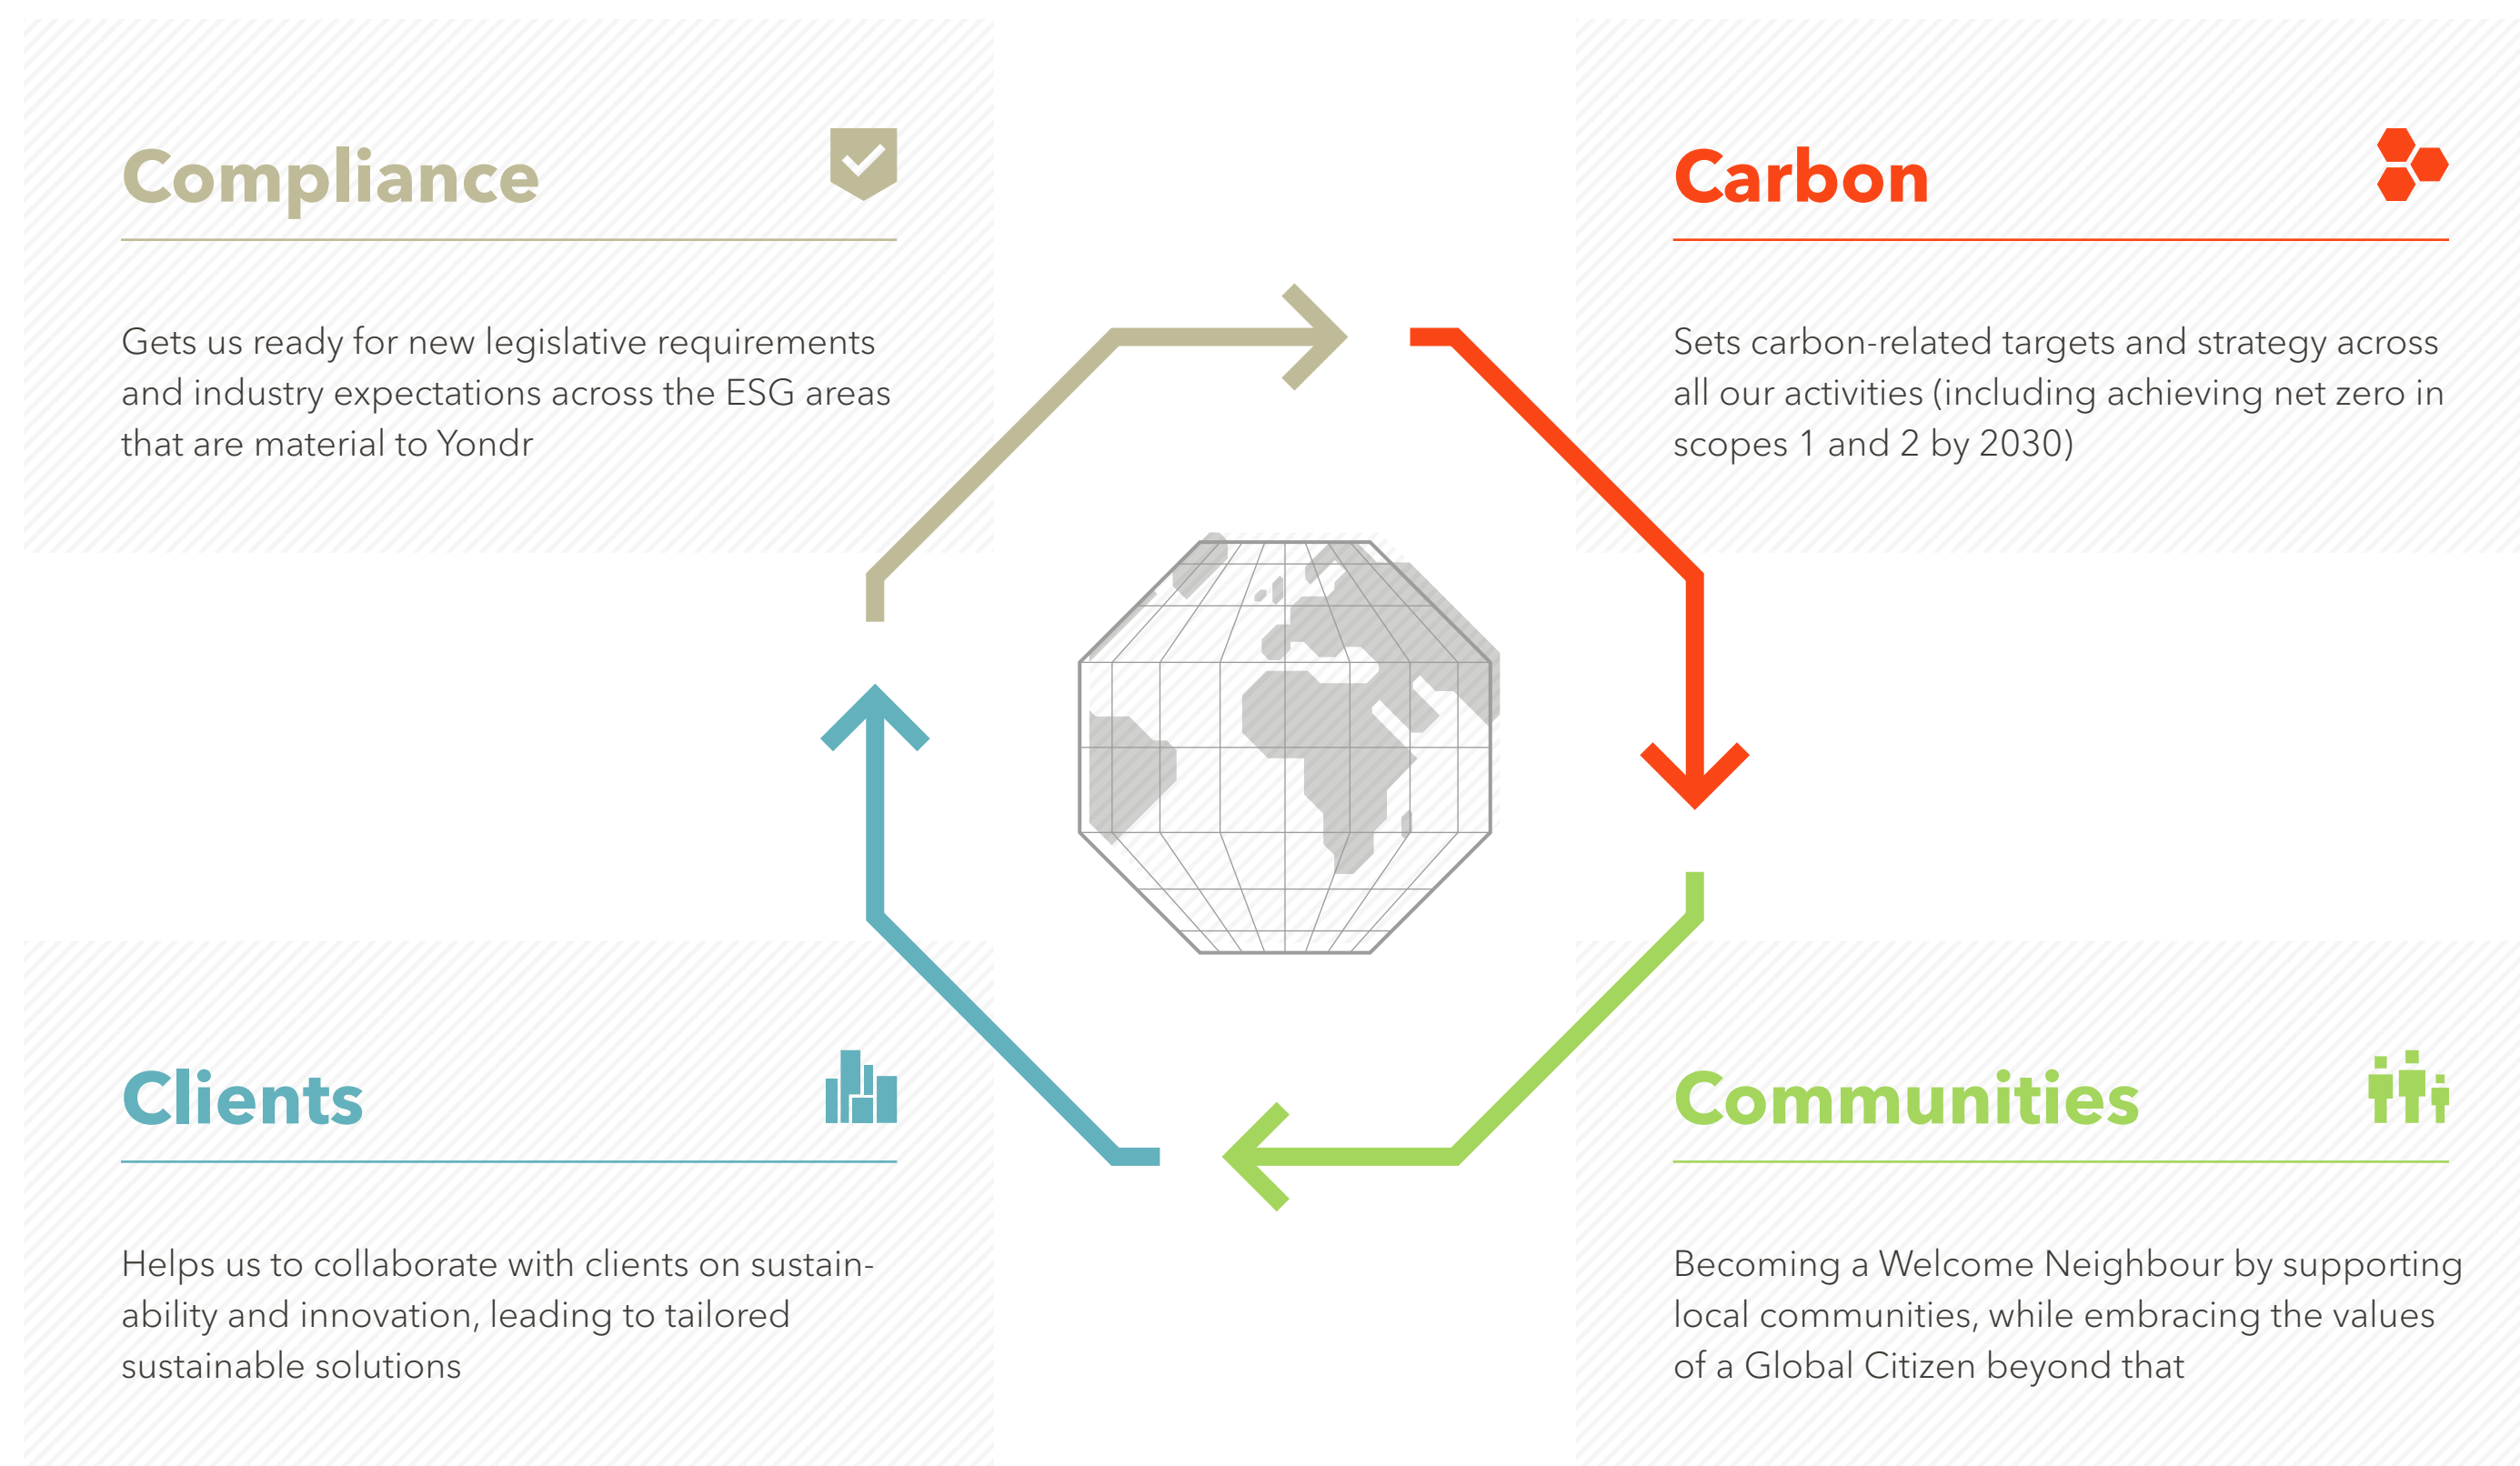 Compliance
Gets us ready for new legislative requirements
and industry expectations across the ESG areas
that are material to Yondr
Carbon
Sets carbon-related targets and strategy across
all our activities (including achieving net zero in
scopes 1 and 2 by 2030)
Clients
Helps us to collaborate with clients on sustain-
ability and innovation, leading to tailored
sustainable solutions
Communities
Becoming a Welcome Neighbour by supporting
local communities, while embracing the values
of a Global Citizen beyond that